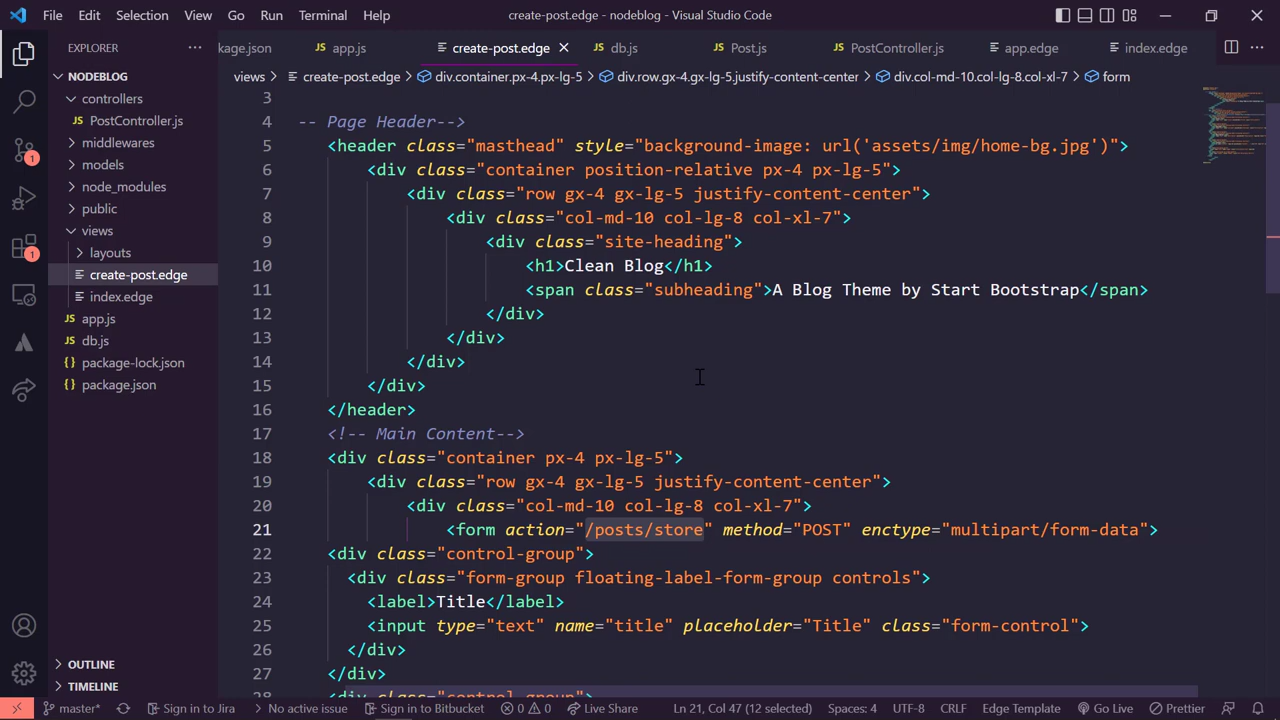 File Edit Selection View Go Run Terminal Help create-post.edge - nodeblog - Visual Studio Code
EXPLORER
kage.json app.js create-post.edge db.js Post.js PostController.js app.edge index.edge
NODEBLOG
views > create-post.edge > div.container.px-4.px-lg-5 > div.row.gx-4.gx-lg-5.justify-content-center > div.col-md-10.col-lg-8.col-xl-7 > form
controllers
PostController.js
middlewares
models
node_modules
public
views
layouts
create-post.edge
index.edge
app.js
db.js
package-lock.json
package.json
OUTLINE
TIMELINE
1
1
3
4 -- Page Header-->
5 <header class="masthead" style="background-image: url('assets/img/home-bg.jpg')">
6 <div class="container position-relative px-4 px-lg-5">
7 <div class="row gx-4 gx-lg-5 justify-content-center">
8 <div class="col-md-10 col-lg-8 col-xl-7">
9 <div class="site-heading">
10 <h1>Clean Blog</h1>
11 <span class="subheading">A Blog Theme by Start Bootstrap</span>
12 </div>
13 </div>
14 </div>
15 </div>
16 </header>
17 <!-- Main Content-->
18 <div class="container px-4 px-lg-5">
19 <div class="row gx-4 gx-lg-5 justify-content-center">
20 <div class="col-md-10 col-lg-8 col-xl-7">
21 <form action="/posts/store" method="POST" enctype="multipart/form-data">
22 <div class="control-group">
23 <div class="form-group floating-label-form-group controls">
24 <label>Title</label>
25 <input type="text" name="title" placeholder="Title" class="form-control">
26 </div>
27 </div>
28 <div class="control-group">
master* Sign in to Jira No active issue Sign in to Bitbucket 0 0 Live Share Ln 21, Col 47 (12 selected) Spaces: 4 UTF-8 CRLF Edge Template Go Live Prettier